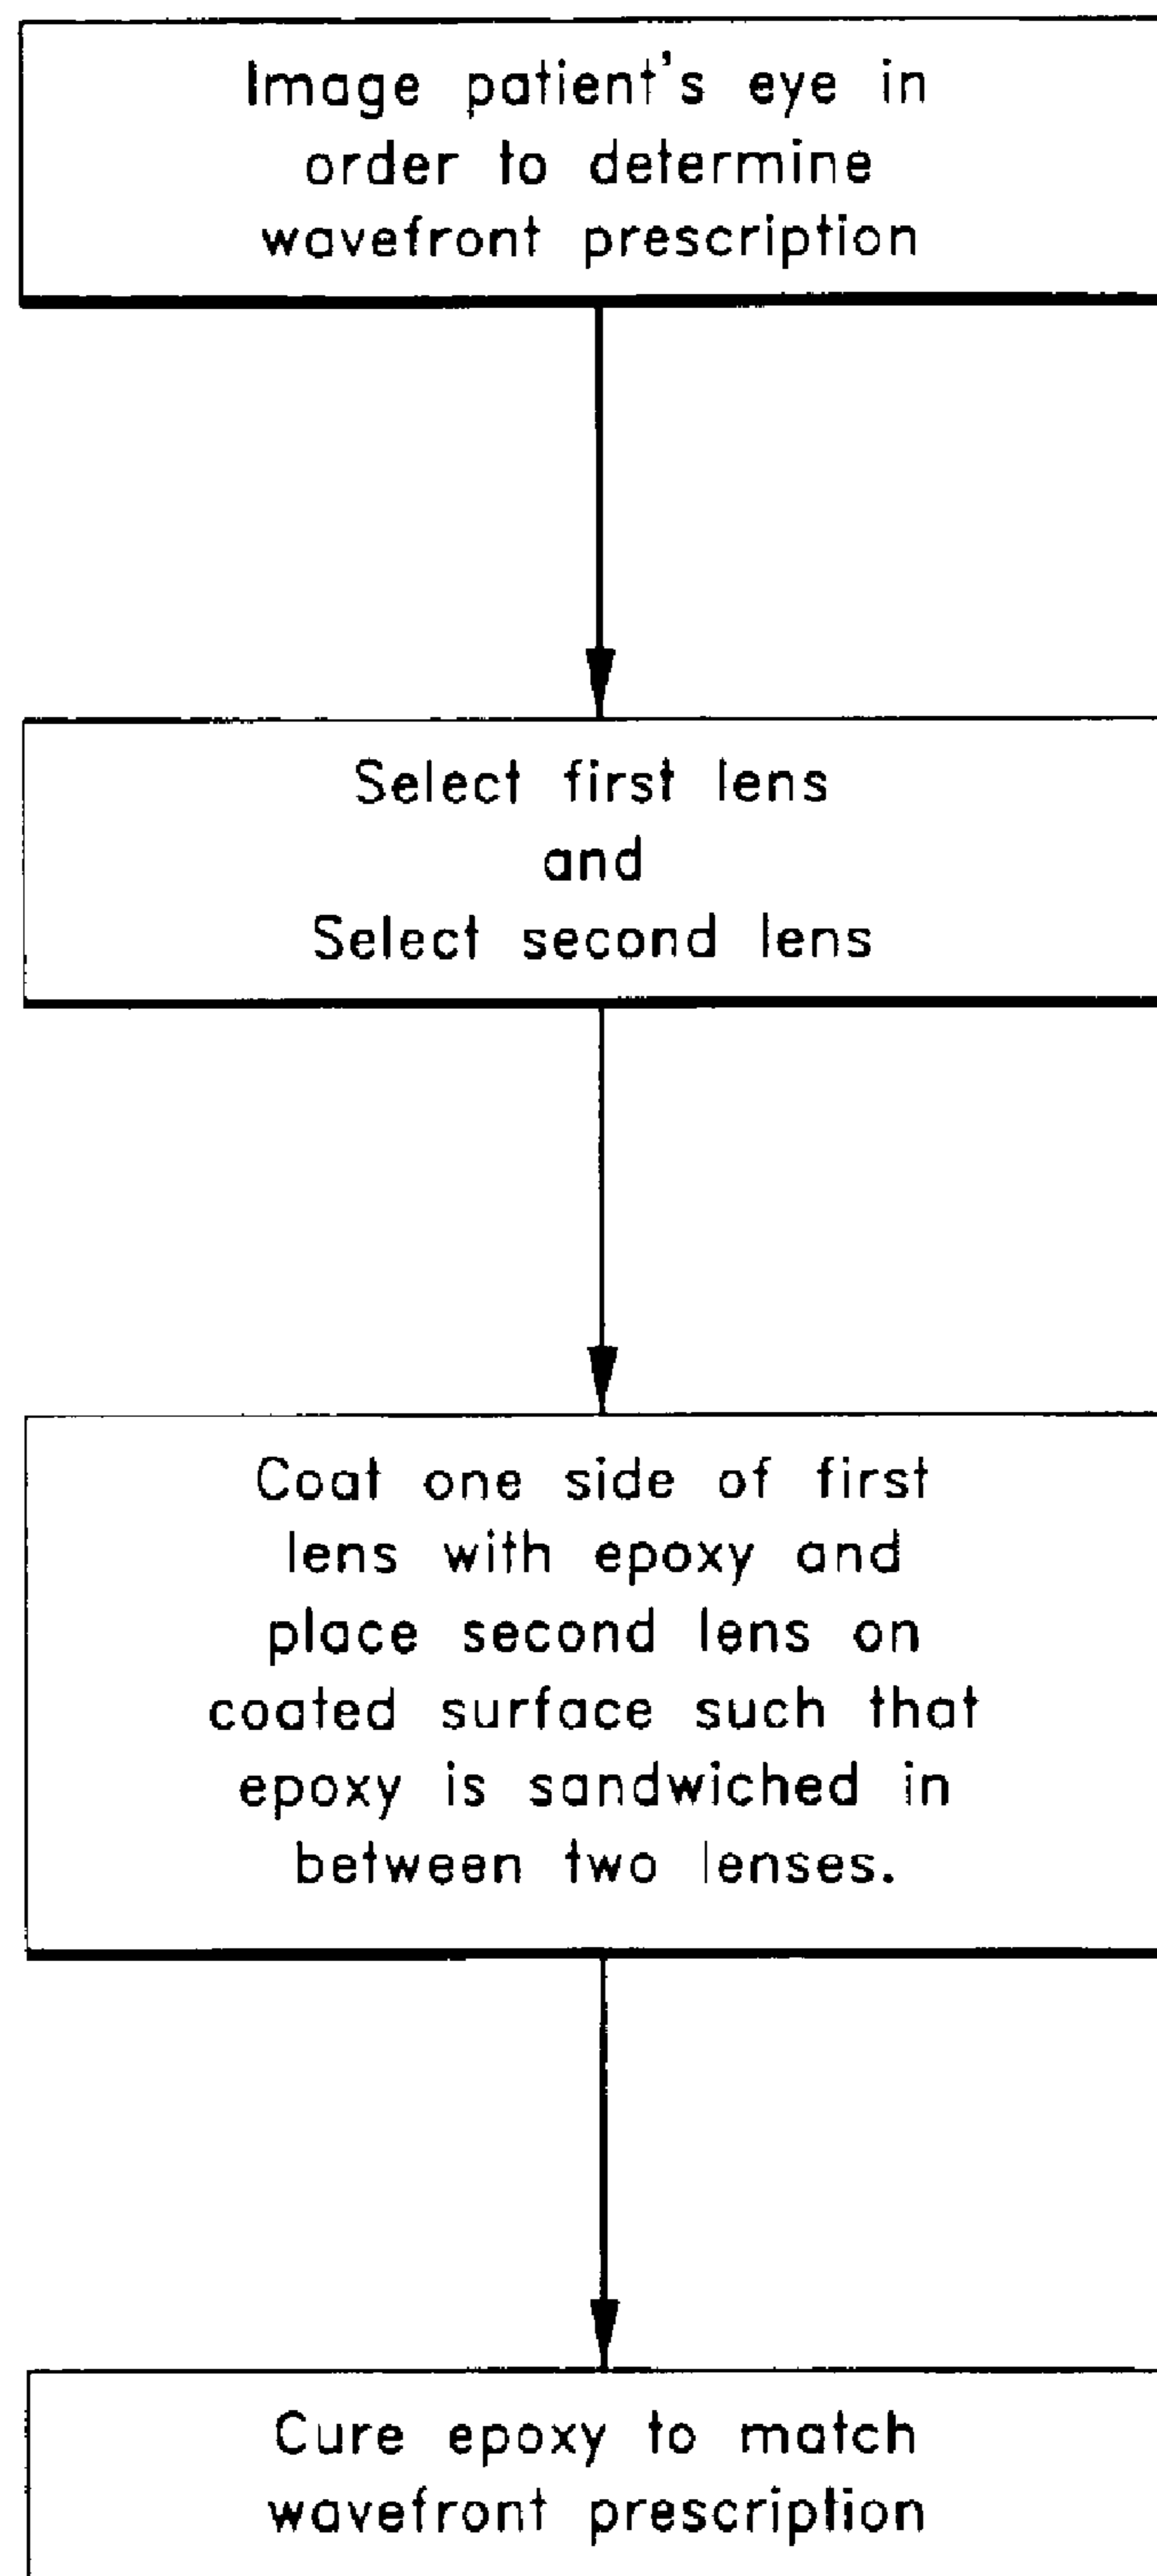 Image patient's eye in
order to determine
wavefront prescription
Select first lens
and
Select second lens
Coat one side of first
lens with epoxy and
place second lens on
coated surface such that
epoxy is sandwiched in
between two lenses.
Cure epoxy to match
wavefront prescription